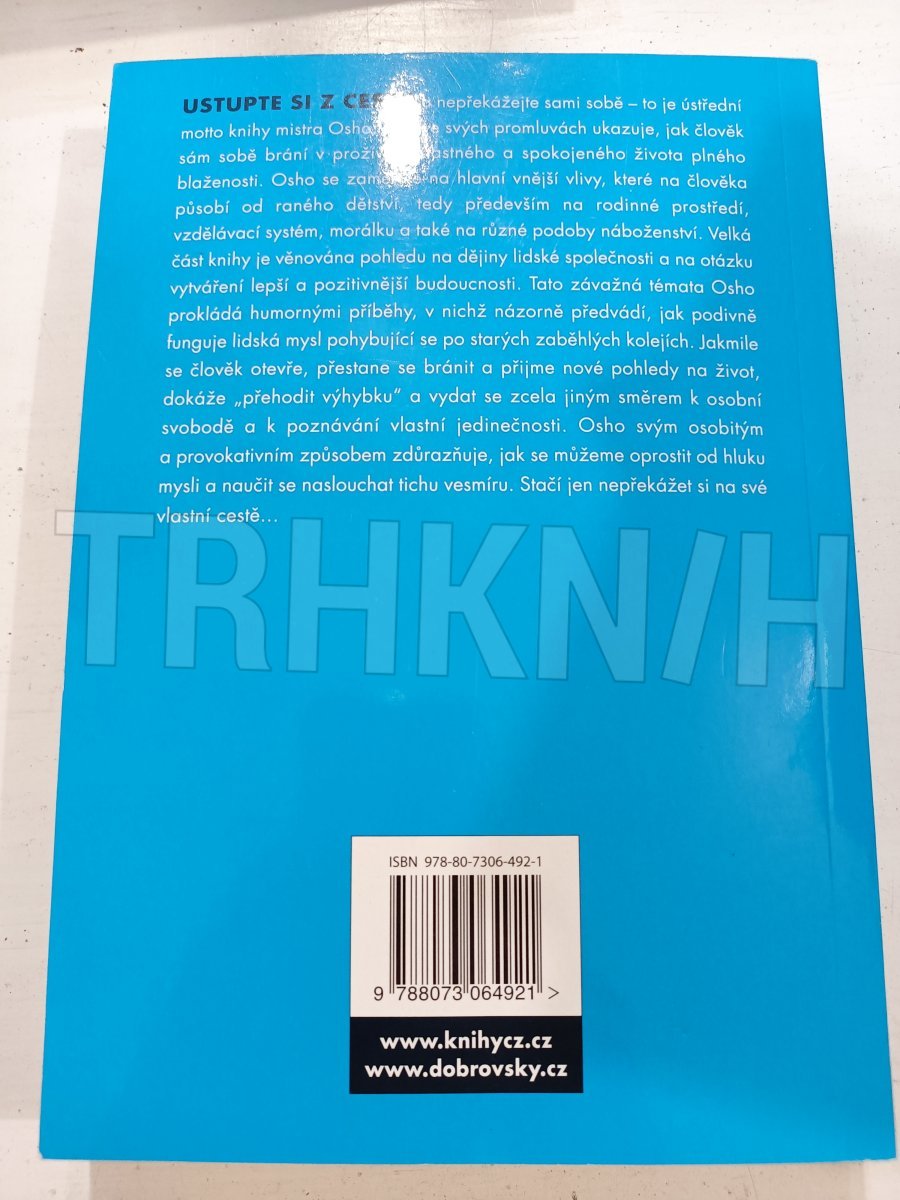 USTUPTE SI Z nepřekážejte sami sobě – to je ústřední
motto knihy mistra Osho svých promluvách ukazuje, jak člověk
sám sobě brání v a spokojeného života plného
blaženosti. Osho se na hlavní vnější vlivy, které na člověka
působí od raného dětství, tedy především na rodinné prostředí,
vzdělávací systém, morálku a také na různé podoby náboženství. Velká
část knihy je věnována pohledu na dějiny lidské společnosti a na otázku
vytváření lepší a pozitivnější budoucnosti. Tato závažná témata Osho
prokládá humornými příběhy, v nichž názorně předvádí, jak podivně
funguje lidská mysl pohybující se po starých zaběhlých kolejích. Jakmile
se člověk otevře, přestane se bránit a přijme nové pohledy na život,
dokáže „přehodit výhybku“ a vydat se zcela jiným směrem k osobní
svobodě a k poznávání vlastní jedinečnosti. Osho svým osobitým
a provokativním způsobem zdůrazňuje, jak se můžeme oprostit od hluku
mysli a naučit se naslouchat tichu vesmíru. Stačí jen nepřekážet si na své
vlastní cestě...
TRHKN/H
ISBN 978-80-7306-492-1
9 788073 064921 >
www.knihycz.cz
www.dobrovsky.cz